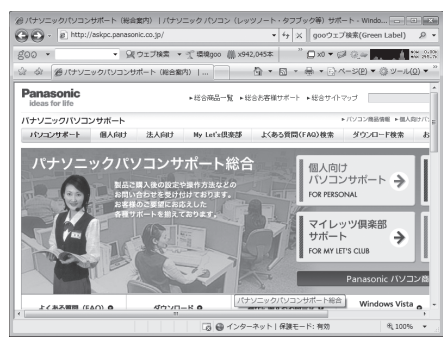 パナソニックパソコンサポート（総合案内）｜パナソニック パソコン（レッツノート・タフブック等）サポート - Windo...
http://askpc.panasonic.co.jp/
gooウェブ検索(Green Label)
goo
ウェブ検索 環境goo x942,045本 x0
パナソニックパソコンサポート（総合案内）｜...
ページ(P) ツール(O)
Panasonic
ideas for life
総合商品一覧 総合お客様サポート 総合サイトマップ
パナソニックパソコンサポート
パソコン商品情報 個人向け
パソコンサポート 個人向け 法人向け My Let's倶楽部 よくある質問(FAQ)検索 ダウンロード検索 お
パナソニックパソコンサポート総合
製品ご購入後の設定や操作方法などの
お問い合わせを受け付けております。
お客様のご要望にお応えした
各種サポートを揃えております。
個人向け
パソコンサポート
FOR PERSONAL
マイレッツ倶楽部
サポート
FOR MY LET'S CLUB
Panasonic パソコン商
よくある質問（FAQ） ダウンロード
パナソニックパソコンサポート総合
Windows Vista
インターネット | 保護モード: 有効
100%